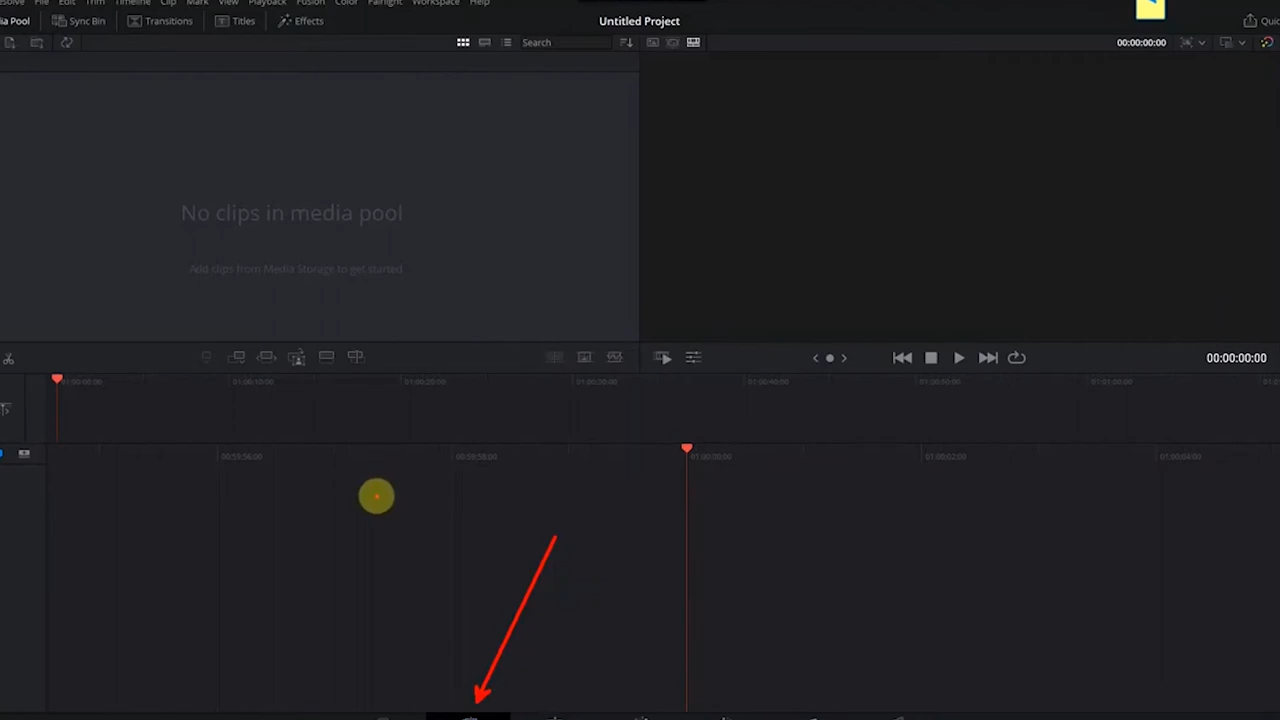 esolve File Edit Trim Timeline Clip Mark View Playback Fusion Color Fairlight Workspace Help
ia Pool Sync Bin Transitions Titles Effects Untitled Project Quic
Search 00:00:00:00
No clips in media pool
Add clips from Media Storage to get started
00:00:00:00
01:00:00:00 01:00:10:00 01:00:20:00 01:00:30:00 01:00:40:00 01:00:50:00 01:01:00:00
00:59:56:00 00:59:58:00 01:00:00:00 01:00:02:00 01:00:04:00